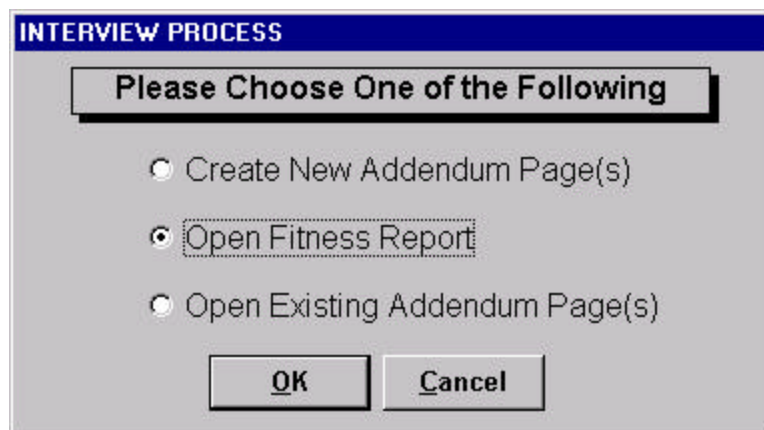 INTERVIEW PROCESS
Please Choose One of the Following
Create New Addendum Page(s)
Open Fitness Report
Open Existing Addendum Page(s)
OK Cancel